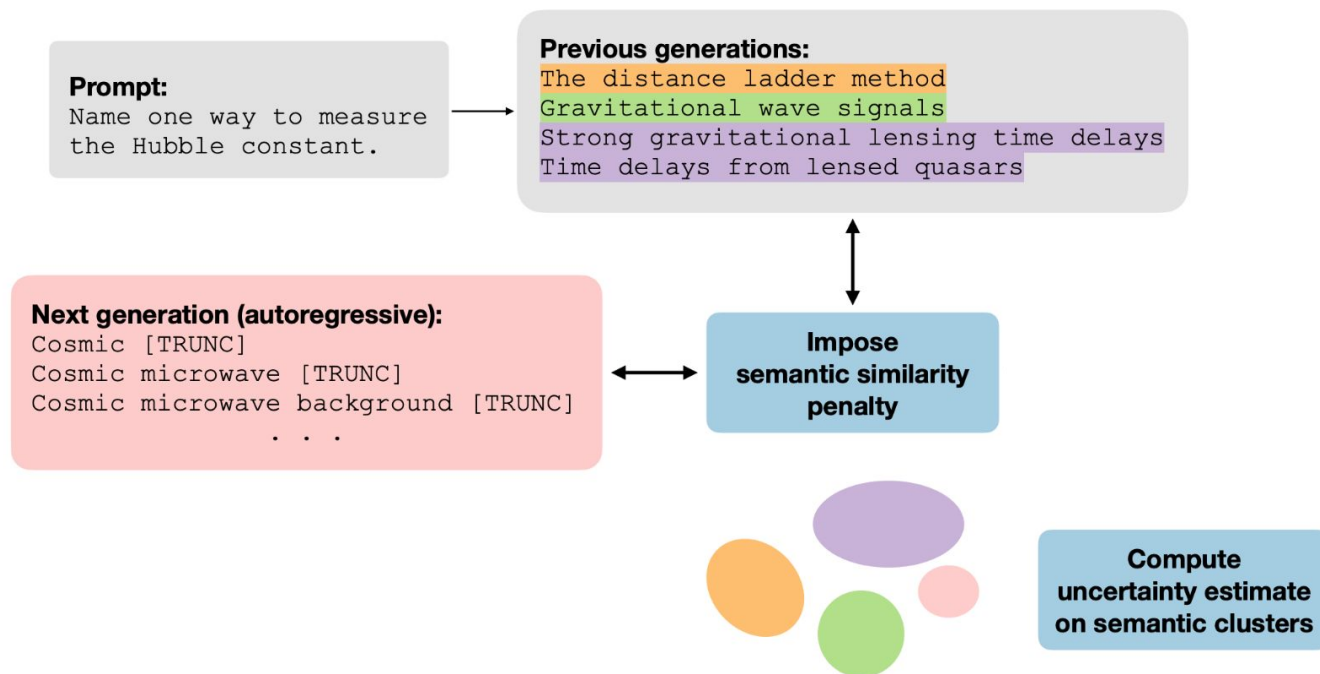 Prompt:
Name one way to measure
the Hubble constant.
Previous generations:
The distance ladder method
Gravitational wave signals
Strong gravitational lensing time delays
Time delays from lensed quasars
Next generation (autoregressive):
Cosmic [TRUNC]
Cosmic microwave [TRUNC]
Cosmic microwave background [TRUNC]
. . .
Impose
semantic similarity
penalty
Compute
uncertainty estimate
on semantic clusters